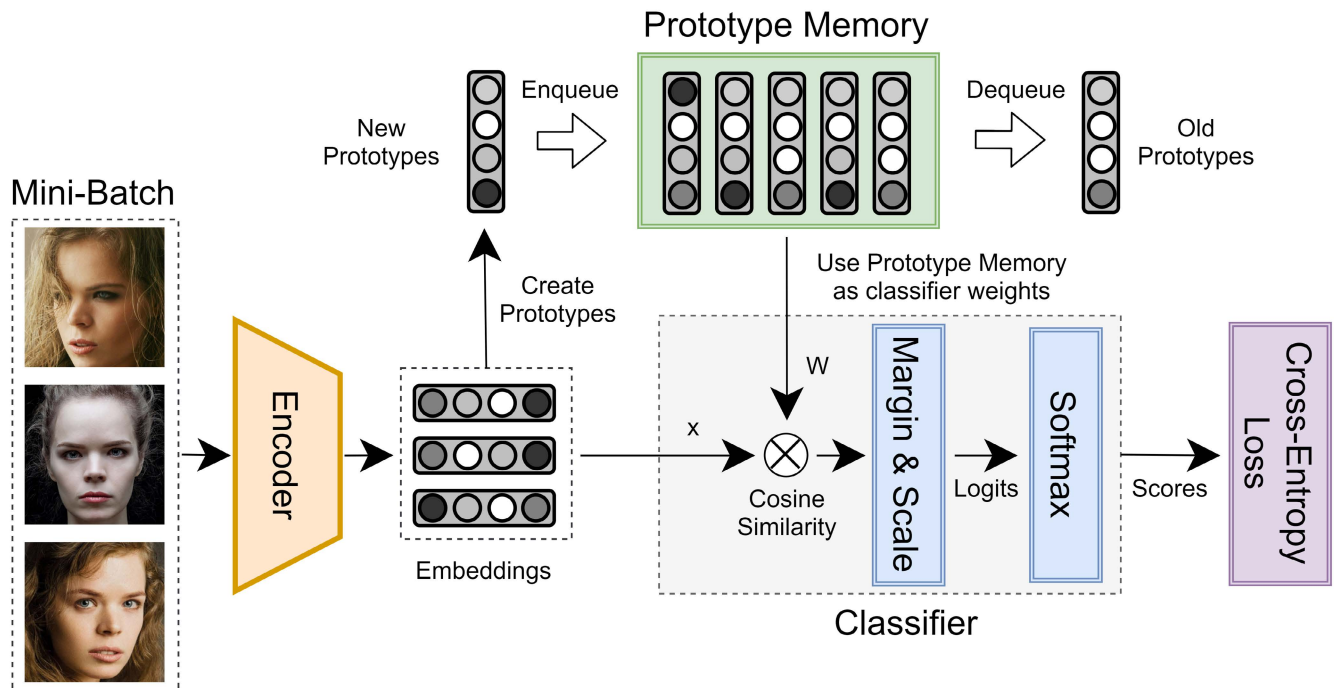 Prototype Memory
Enqueue
Dequeue
New
Prototypes
Old
Prototypes
Mini-Batch
Create
Prototypes
Use Prototype Memory
as classifier weights
Encoder
Embeddings
x
W
Cosine
Similarity
Margin & Scale
Logits
Softmax
Scores
Cross-Entropy
Loss
Classifier